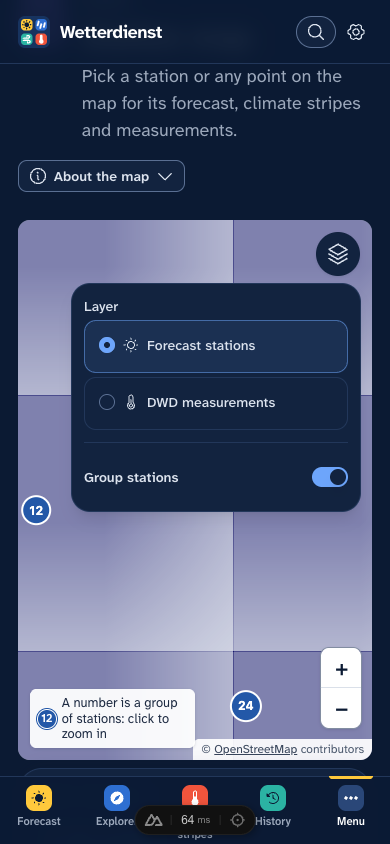 Wetterdienst
Pick a station or any point on the
map for its forecast, climate stripes
and measurements.
About the map
Layer
Forecast stations
DWD measurements
Group stations
12
24
+
−
12
A number is a group
of stations: click to
zoom in
© OpenStreetMap contributors
Forecast
Explore
stripes
History
Menu
64 ms